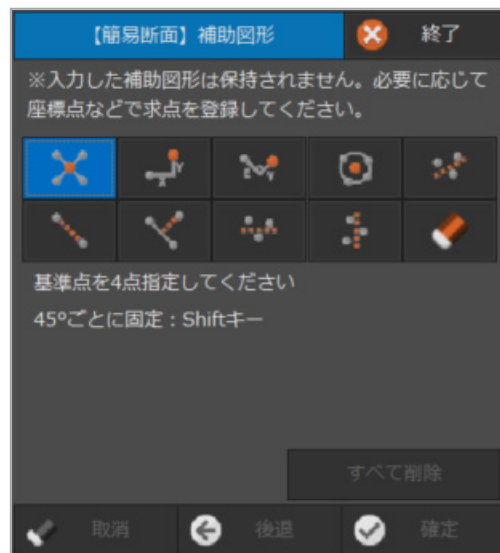 【簡易断面】補助図形
終了
※入力した補助図形は保持されません。必要に応じて
座標点などで求点を登録してください。
基準点を4点指定してください
45°ごとに固定：Shiftキー
すべて削除
取消
後退
確定